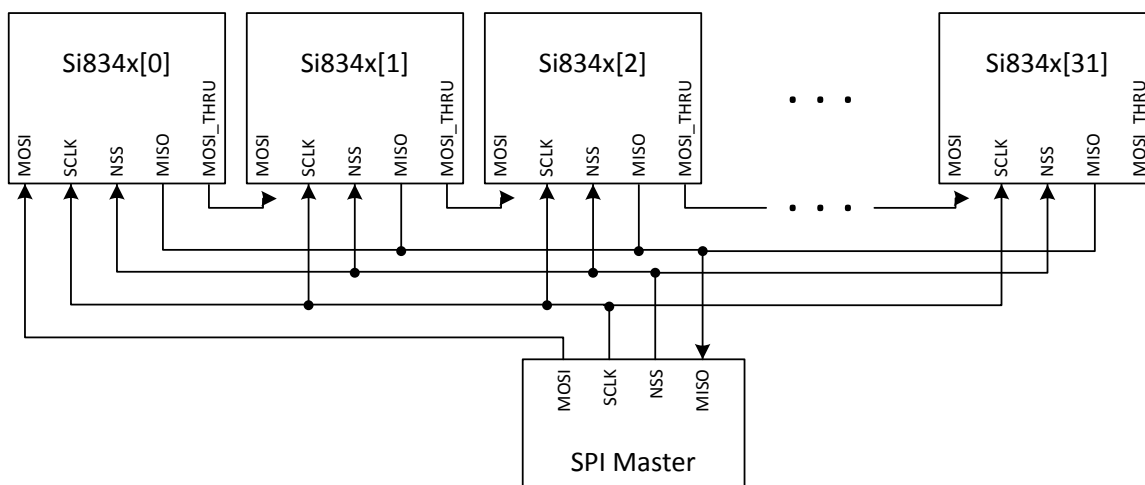 Si834x[0]
MOSI
SCLK
NSS
MISO
MOSI_THRU
Si834x[1]
MOSI
SCLK
NSS
MISO
MOSI_THRU
Si834x[2]
MOSI
SCLK
NSS
MISO
MOSI_THRU
. . .
Si834x[31]
MOSI
SCLK
NSS
MISO
MOSI_THRU
. . .
MOSI
SCLK
NSS
MISO
SPI Master